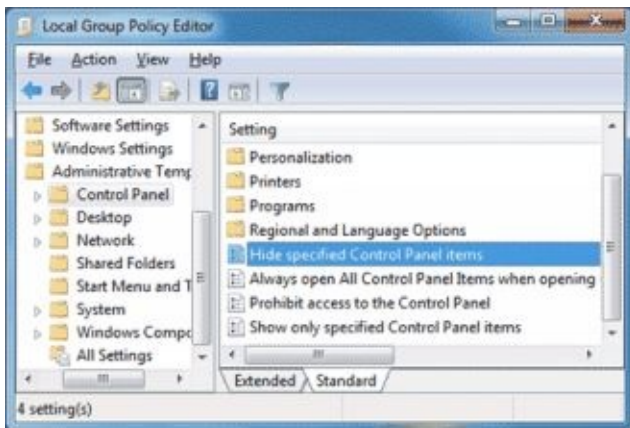 Local Group Policy Editor
File Action View Help
Software Settings
Windows Settings
Administrative Temp
Control Panel
Desktop
Network
Shared Folders
Start Menu and T
System
Windows Compo
All Settings
Setting
Personalization
Printers
Programs
Regional and Language Options
Hide specified Control Panel items
Always open All Control Panel Items when opening
Prohibit access to the Control Panel
Show only specified Control Panel items
Extended Standard
4 setting(s)